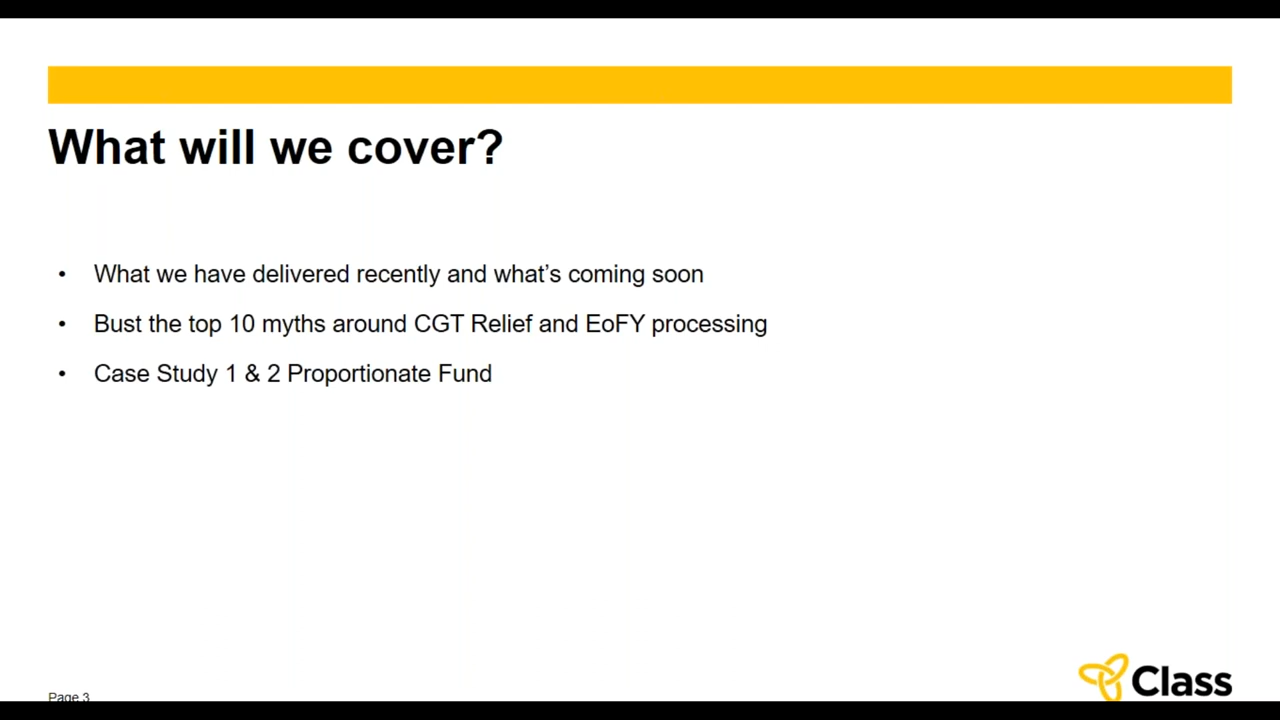 What will we cover?
• What we have delivered recently and what’s coming soon
• Bust the top 10 myths around CGT Relief and EoFY processing
• Case Study 1 & 2 Proportionate Fund
Page 3
Class